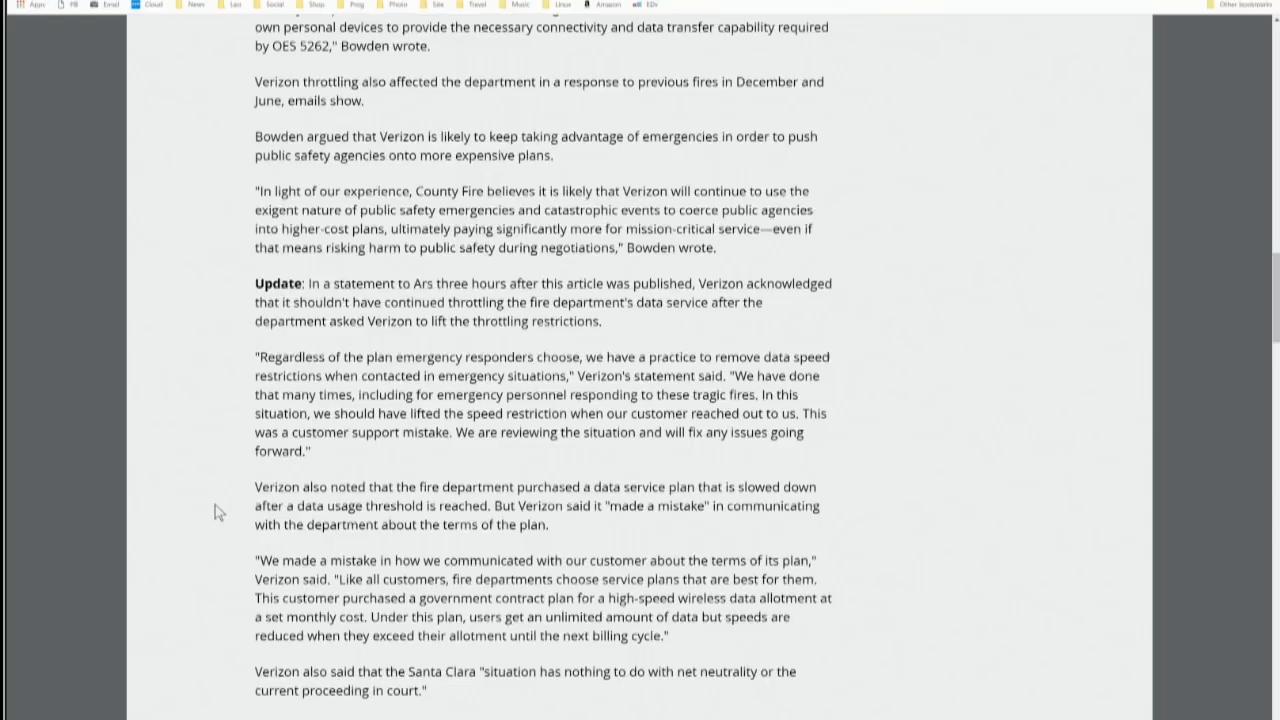 Apps FB Email Cloud News Leo Social Shop Prog Photo Site Travel Music Linux Amazon EDx Other bookmarks
own personal devices to provide the necessary connectivity and data transfer capability required
by OES 5262," Bowden wrote.
Verizon throttling also affected the department in a response to previous fires in December and
June, emails show.
Bowden argued that Verizon is likely to keep taking advantage of emergencies in order to push
public safety agencies onto more expensive plans.
"In light of our experience, County Fire believes it is likely that Verizon will continue to use the
exigent nature of public safety emergencies and catastrophic events to coerce public agencies
into higher-cost plans, ultimately paying significantly more for mission-critical service—even if
that means risking harm to public safety during negotiations," Bowden wrote.
Update: In a statement to Ars three hours after this article was published, Verizon acknowledged
that it shouldn't have continued throttling the fire department's data service after the
department asked Verizon to lift the throttling restrictions.
"Regardless of the plan emergency responders choose, we have a practice to remove data speed
restrictions when contacted in emergency situations," Verizon's statement said. "We have done
that many times, including for emergency personnel responding to these tragic fires. In this
situation, we should have lifted the speed restriction when our customer reached out to us. This
was a customer support mistake. We are reviewing the situation and will fix any issues going
forward."
Verizon also noted that the fire department purchased a data service plan that is slowed down
after a data usage threshold is reached. But Verizon said it "made a mistake" in communicating
with the department about the terms of the plan.
"We made a mistake in how we communicated with our customer about the terms of its plan,"
Verizon said. "Like all customers, fire departments choose service plans that are best for them.
This customer purchased a government contract plan for a high-speed wireless data allotment at
a set monthly cost. Under this plan, users get an unlimited amount of data but speeds are
reduced when they exceed their allotment until the next billing cycle."
Verizon also said that the Santa Clara "situation has nothing to do with net neutrality or the
current proceeding in court."